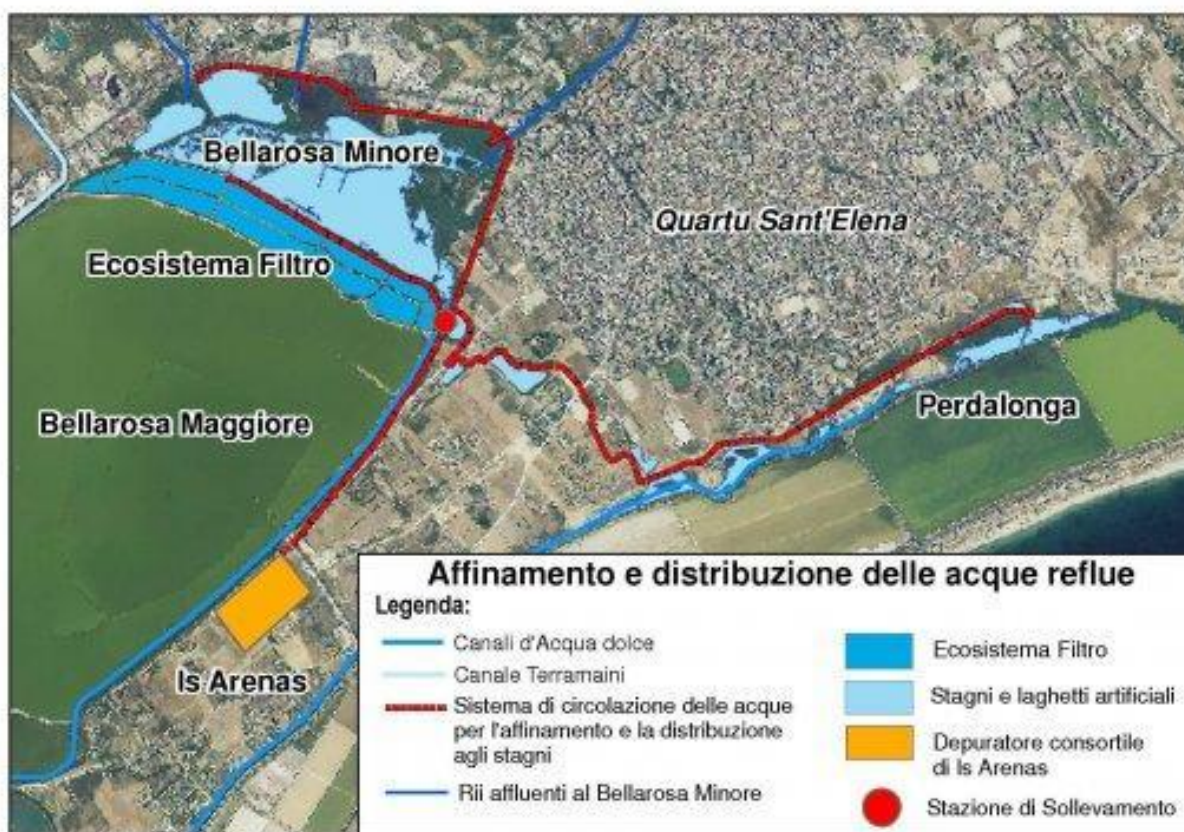 Bellarosa Minore
Quartu Sant'Elena
Ecosistema Filtro
Bellarosa Maggiore
Perdalonga
Is Arenas
Affinamento e distribuzione delle acque reflue
Legenda:
Canali d'Acqua dolce
Canale Terramaini
Sistema di circolazione delle acque
per l'affinamento e la distribuzione
agli stagni
Rii affluenti al Bellarosa Minore
Ecosistema Filtro
Stagni e laghetti artificiali
Depuratore consortile
di Is Arenas
Stazione di Sollevamento